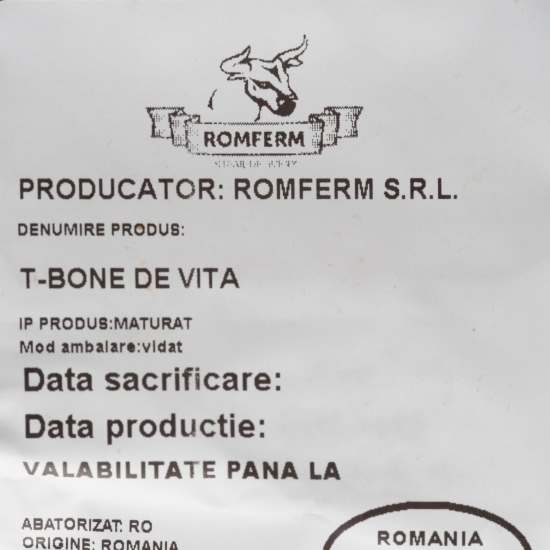 ROMFERM
PRODUCATOR: ROMFERM S.R.L.
DENUMIRE PRODUS:
T-BONE DE VITA
IP PRODUS:MATURAT
Mod ambalare:vidat
Data sacrificare:
Data productie:
VALABILITATE PANA LA
ABATORIZAT: RO
ORIGINE: ROMANIA
ROMANIA